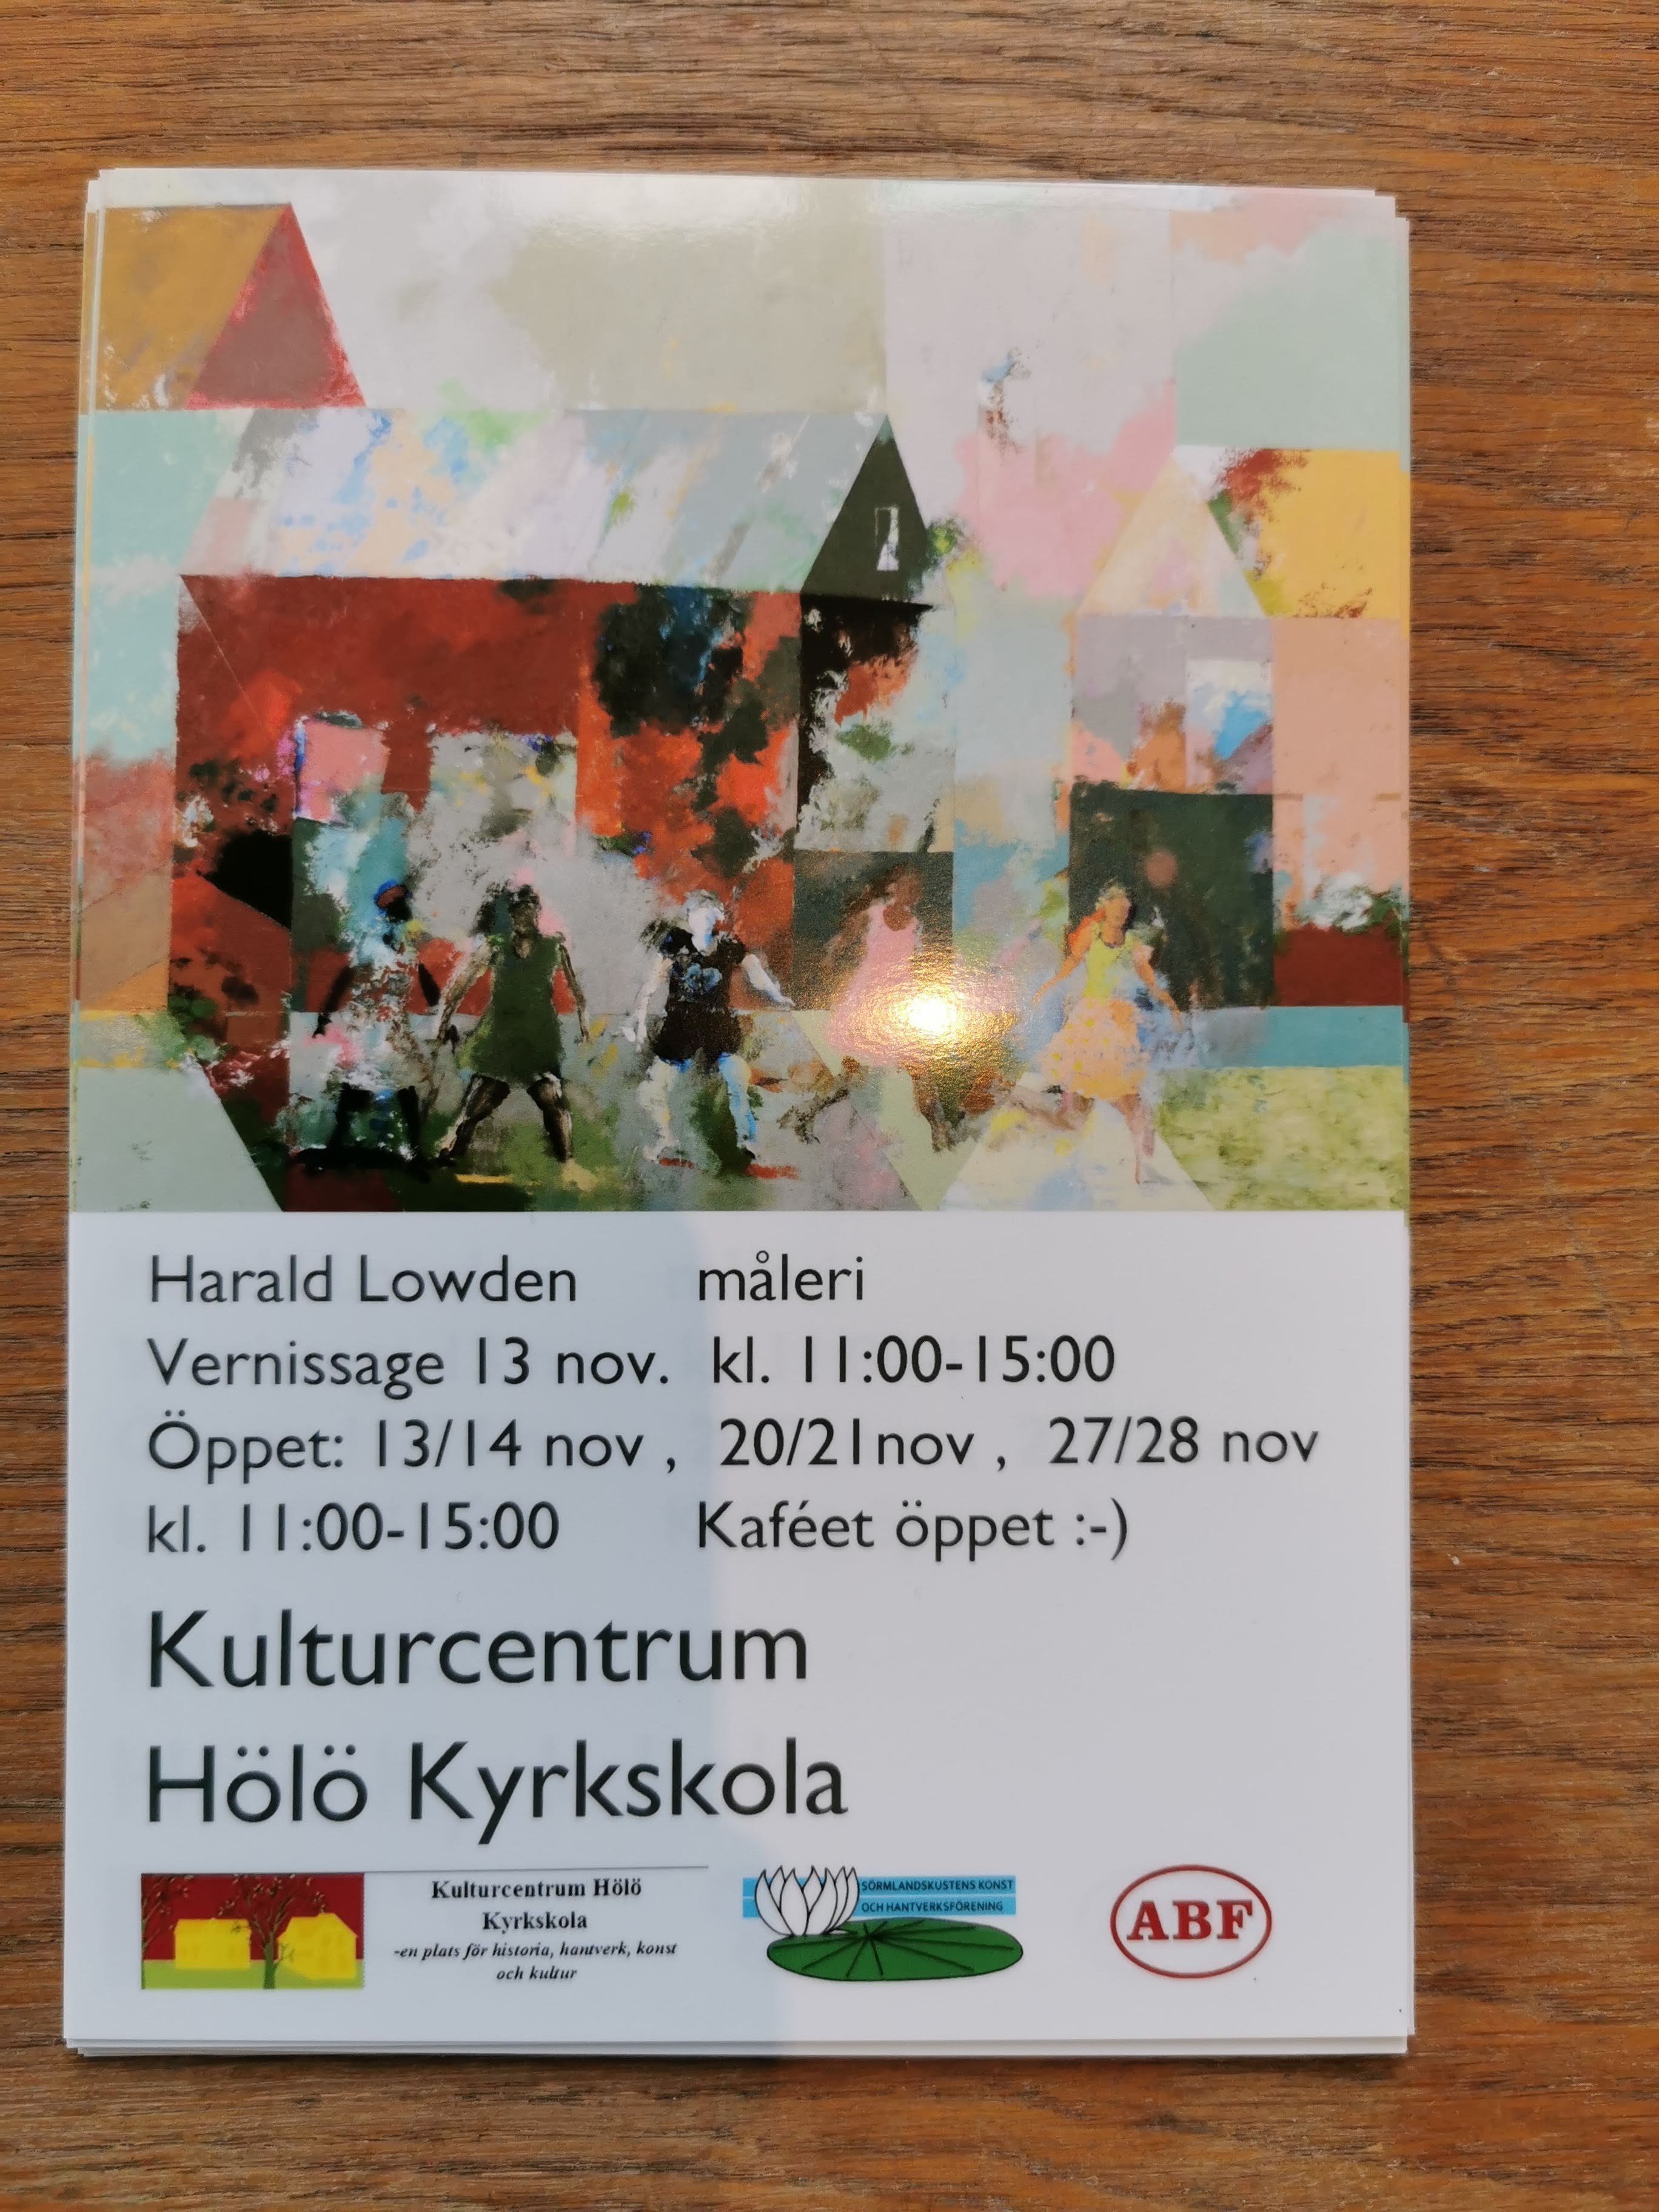 Harald Lowden måleri
Vernissage 13 nov. kl. 11:00-15:00
Öppet: 13/14 nov , 20/21nov , 27/28 nov
kl. 11:00-15:00 Kaféet öppet :-)
Kulturcentrum
Hölö Kyrkskola
Kulturcentrum Hölö
Kyrkskola
-en plats för historia, hantverk, konst
och kultur
SÖRMLANDSKUSTENS KONST
OCH HANTVERKSFÖRENING
ABF